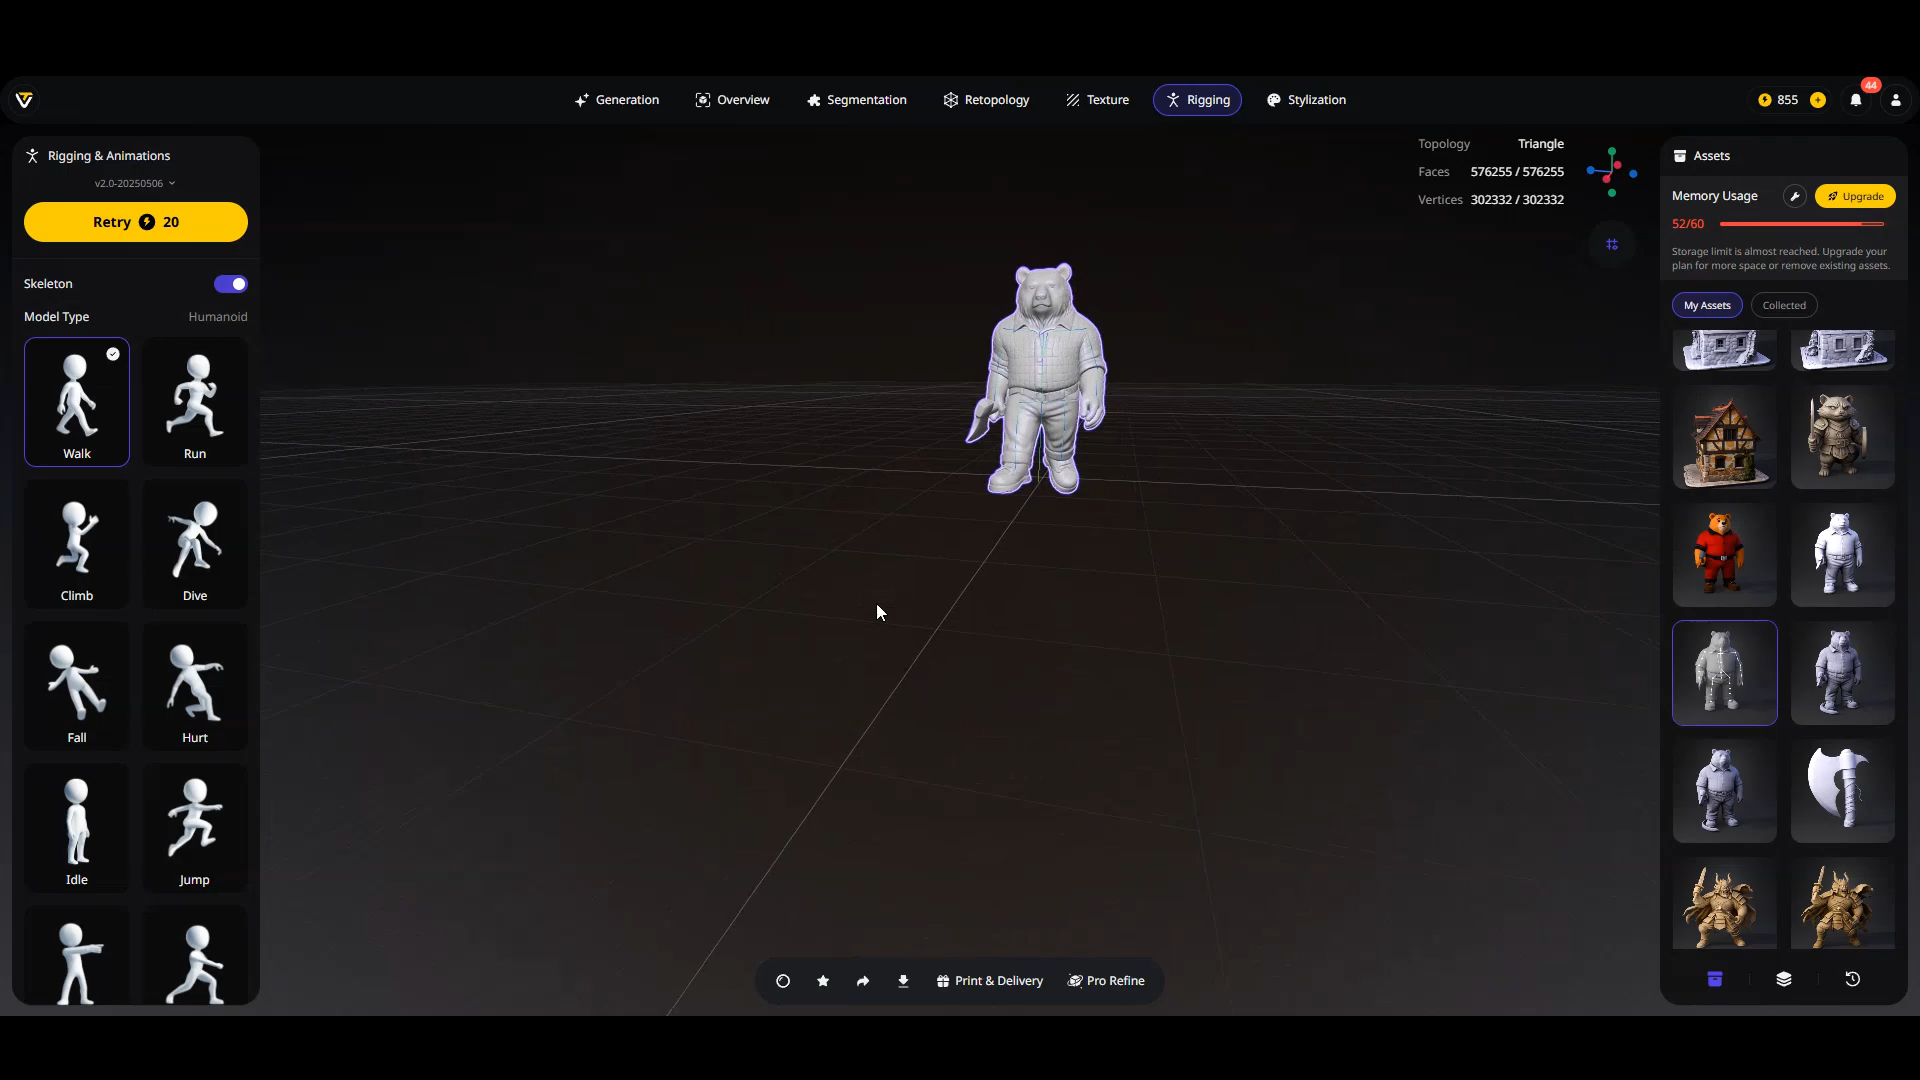 Generation
Overview
Segmentation
Retopology
Texture
Rigging
Stylization
855
44
Rigging & Animations
v2.0-20250506
Retry 20
Skeleton
Model Type Humanoid
Walk
Run
Climb
Dive
Fall
Hurt
Idle
Jump
Topology Triangle
Faces 576255 / 576255
Vertices 302332 / 302332
Assets
Memory Usage
Upgrade
52/60
Storage limit is almost reached. Upgrade your
plan for more space or remove existing assets.
My Assets
Collected
Print & Delivery
Pro Refine